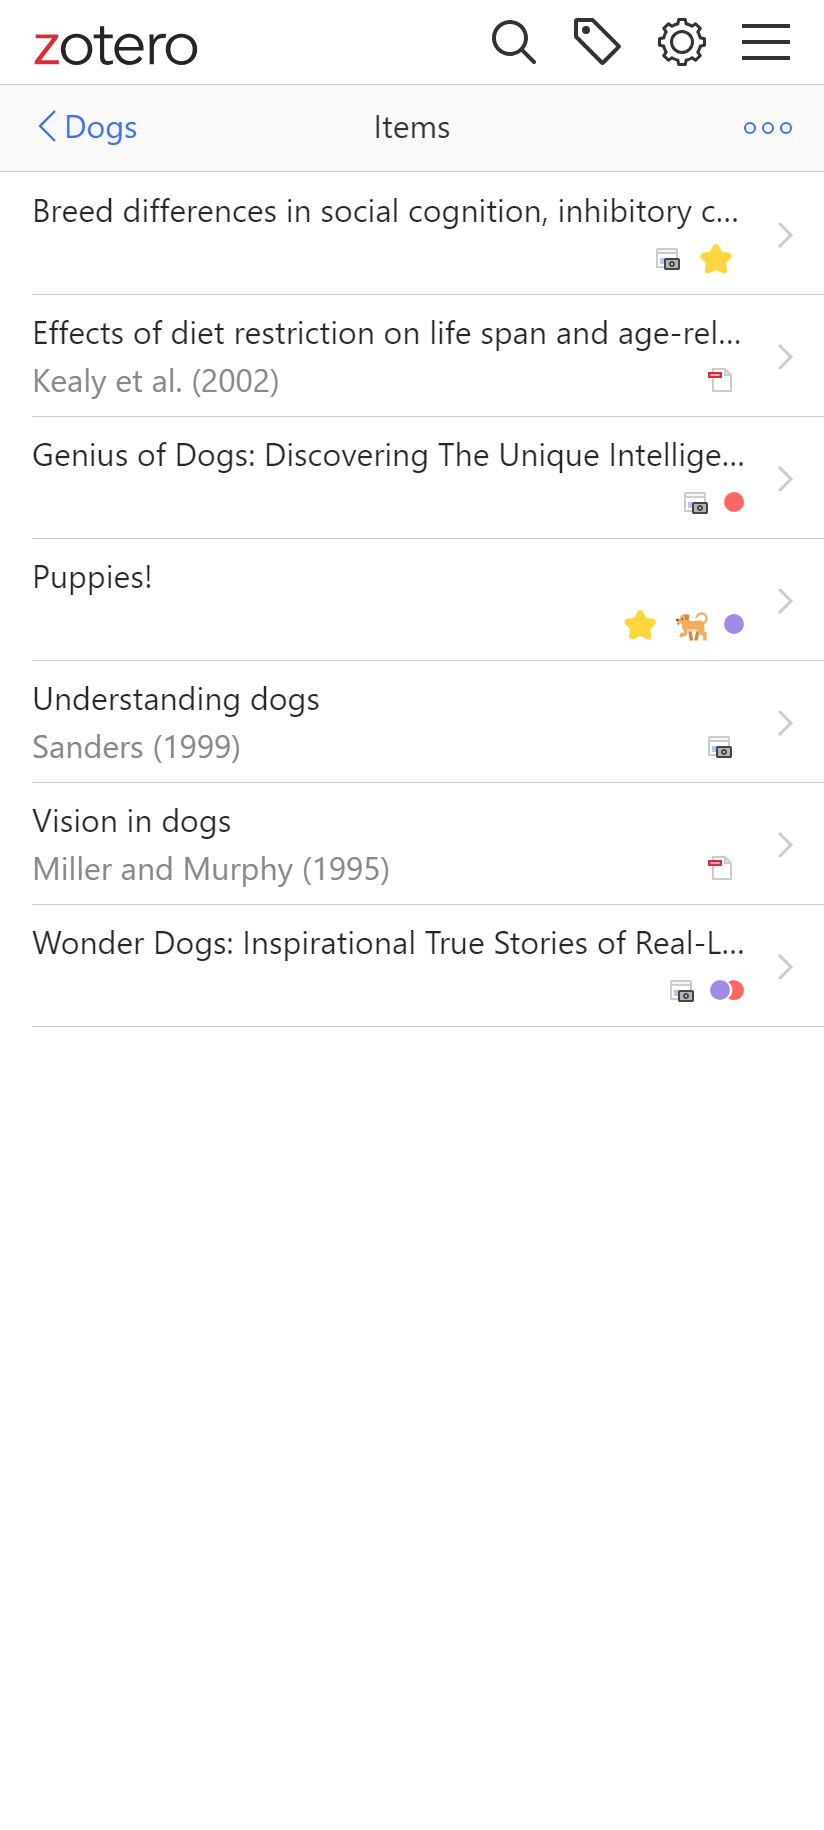 zotero
Dogs
Items
Breed differences in social cognition, inhibitory c...
Effects of diet restriction on life span and age-rel...
Kealy et al. (2002)
Genius of Dogs: Discovering The Unique Intellige...
Puppies!
Understanding dogs
Sanders (1999)
Vision in dogs
Miller and Murphy (1995)
Wonder Dogs: Inspirational True Stories of Real-L...